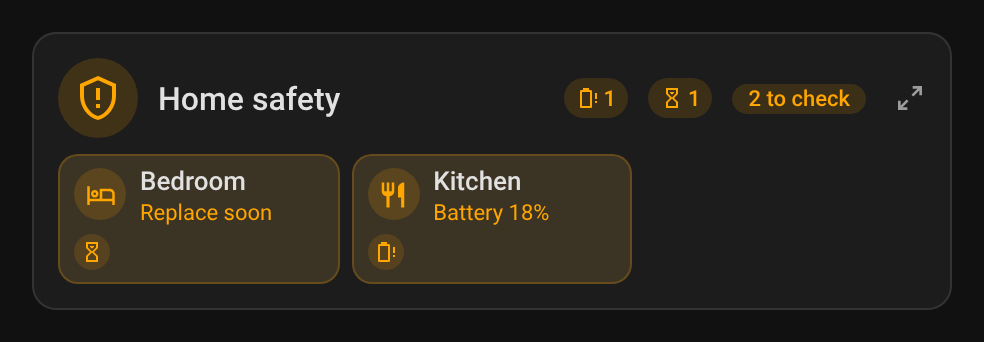 Home safety
1
1
2 to check
Bedroom
Replace soon
Kitchen
Battery 18%